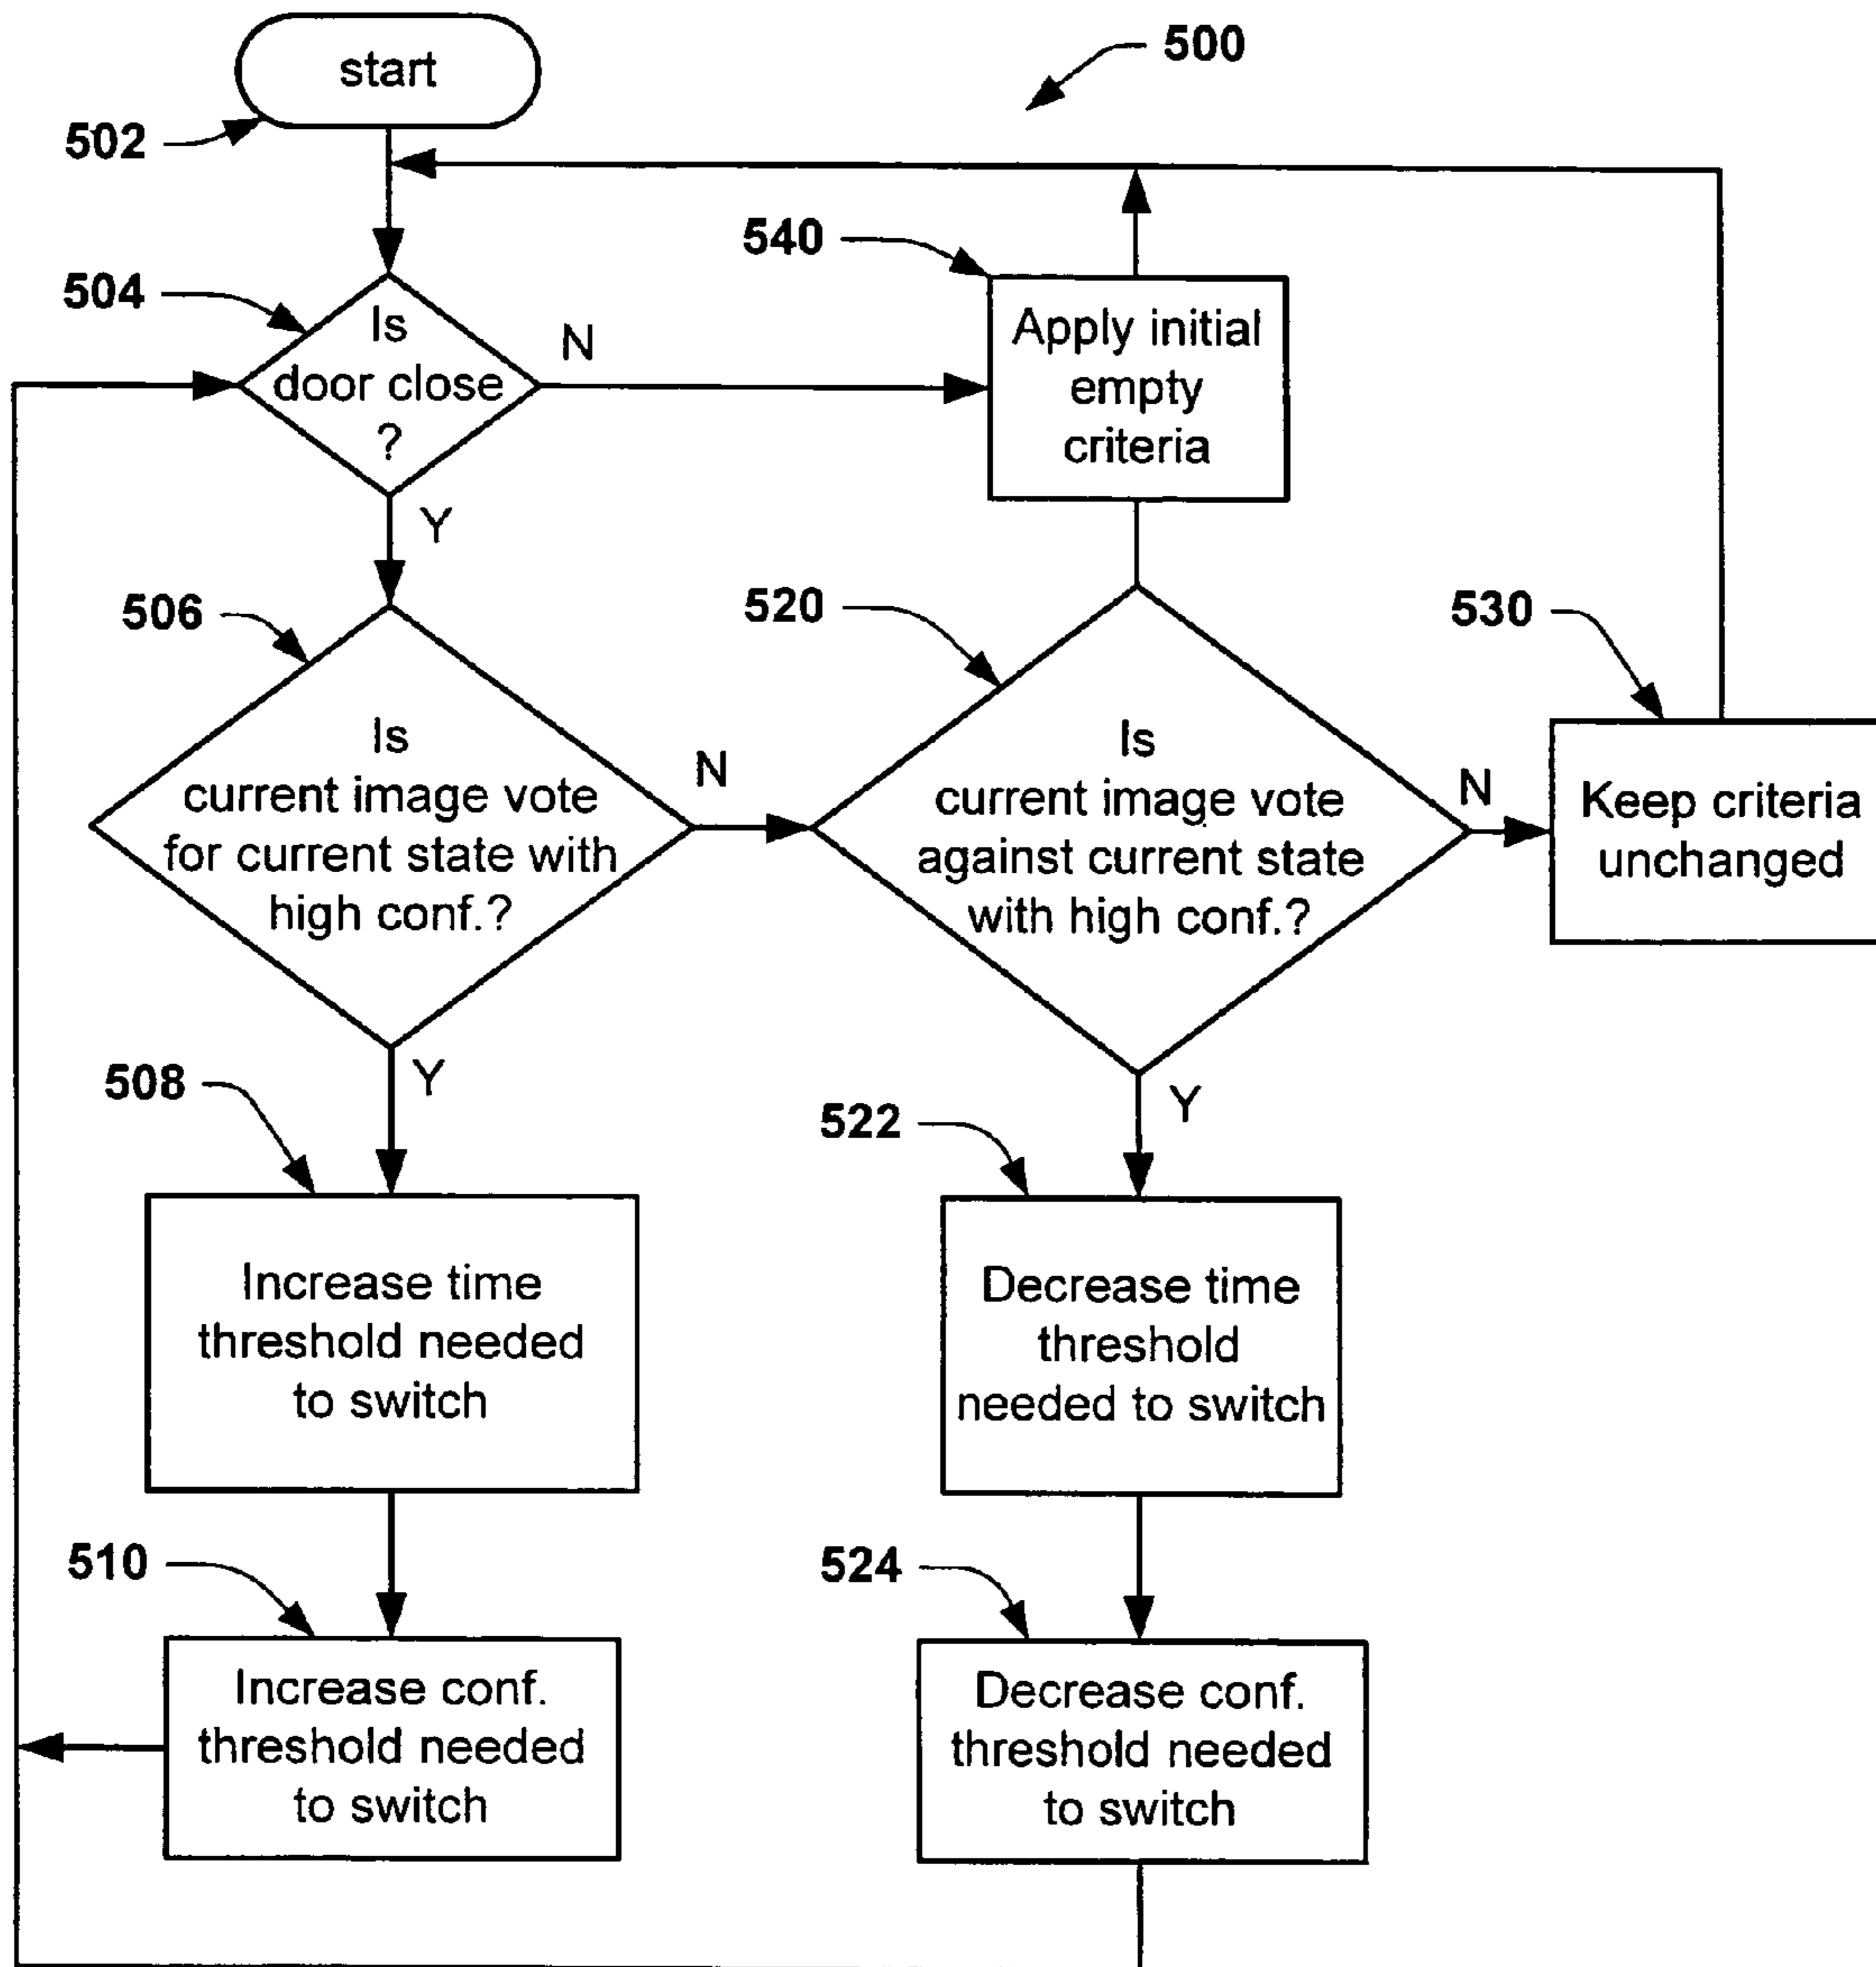 start
500
502
540
504
Is
door close
?
N
Apply initial
empty
criteria
Y
506
520
530
Is
current image vote
for current state with
high conf.?
N
Is
current image vote
against current state
with high conf.?
N
Keep criteria
unchanged
Y
Y
508
522
Increase time
threshold needed
to switch
Decrease time
threshold
needed to switch
510
524
Increase conf.
threshold needed
to switch
Decrease conf.
threshold needed
to switch